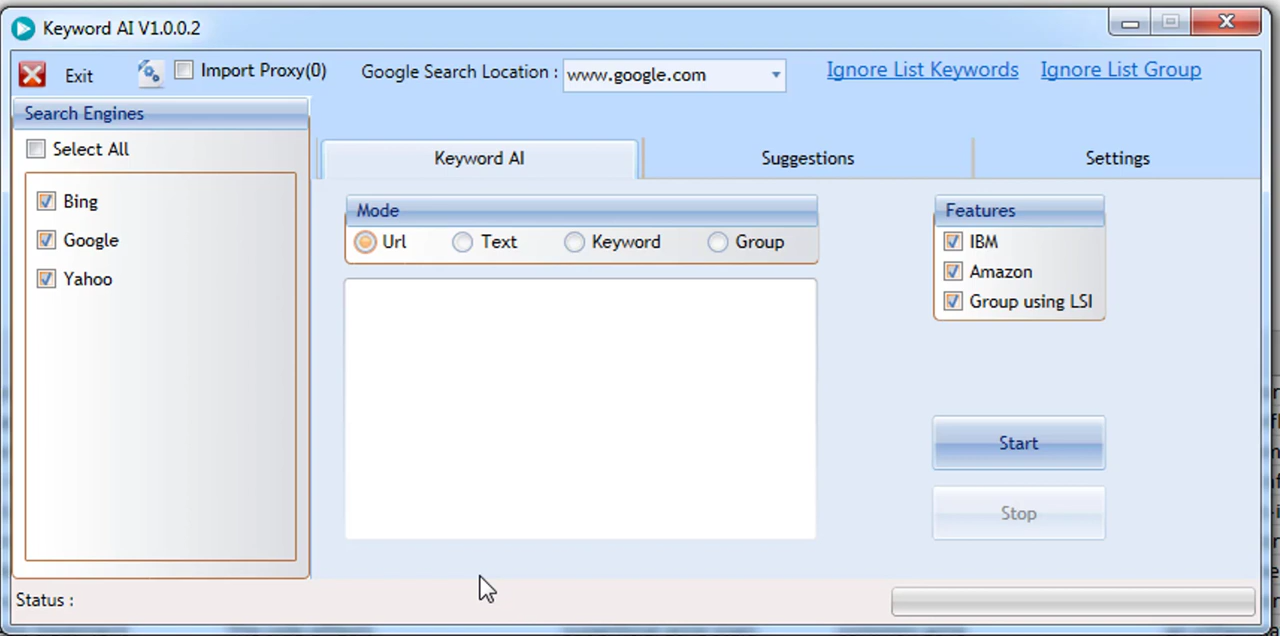 Keyword AI V1.0.0.2
Exit Import Proxy(0) Google Search Location : www.google.com Ignore List Keywords Ignore List Group
Search Engines
Select All
Bing
Google
Yahoo
Keyword AI Suggestions Settings
Mode
Url Text Keyword Group
Features
IBM
Amazon
Group using LSI
Start
Stop
Status :